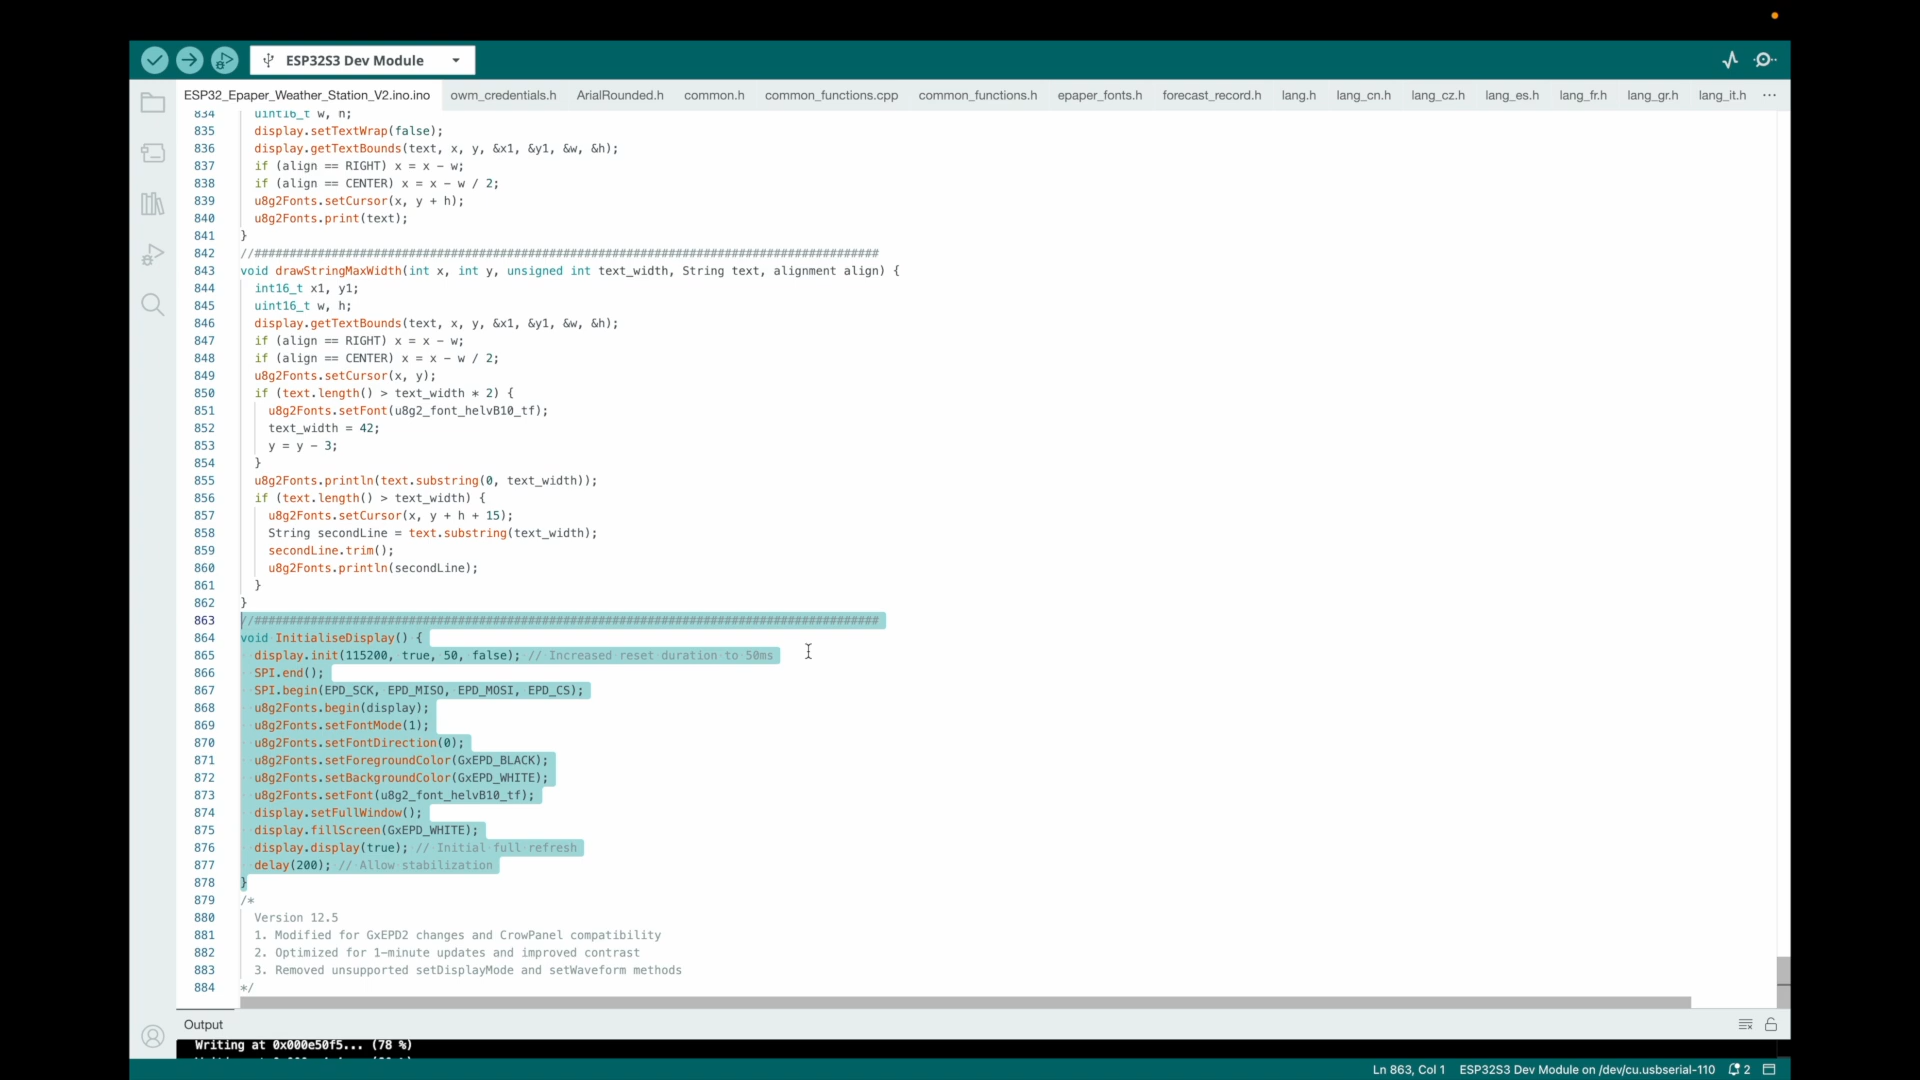 ESP32S3 Dev Module
ESP32_Epaper_Weather_Station_V2.ino.ino owm_credentials.h ArialRounded.h common.h common_functions.cpp common_functions.h epaper_fonts.h forecast_record.h lang.h lang_cn.h lang_cz.h lang_es.h lang_fr.h lang_gr.h lang_it.h ...
834 uint16_t w, h;
835 display.setTextWrap(false);
836 display.getTextBounds(text, x, y, &x1, &y1, &w, &h);
837 if (align == RIGHT) x = x - w;
838 if (align == CENTER) x = x - w / 2;
839 u8g2Fonts.setCursor(x, y + h);
840 u8g2Fonts.print(text);
841 }
842 //#########################################################################################
843 void drawStringMaxWidth(int x, int y, unsigned int text_width, String text, alignment align) {
844 int16_t x1, y1;
845 uint16_t w, h;
846 display.getTextBounds(text, x, y, &x1, &y1, &w, &h);
847 if (align == RIGHT) x = x - w;
848 if (align == CENTER) x = x - w / 2;
849 u8g2Fonts.setCursor(x, y);
850 if (text.length() > text_width * 2) {
851 u8g2Fonts.setFont(u8g2_font_helvB10_tf);
852 text_width = 42;
853 y = y - 3;
854 }
855 u8g2Fonts.println(text.substring(0, text_width));
856 if (text.length() > text_width) {
857 u8g2Fonts.setCursor(x, y + h + 15);
858 String secondLine = text.substring(text_width);
859 secondLine.trim();
860 u8g2Fonts.println(secondLine);
861 }
862 }
863 //#########################################################################################
864 void InitialiseDisplay() {
865 display.init(115200, true, 50, false); // Increased reset duration to 50ms
866 SPI.end();
867 SPI.begin(EPD_SCK, EPD_MISO, EPD_MOSI, EPD_CS);
868 u8g2Fonts.begin(display);
869 u8g2Fonts.setFontMode(1);
870 u8g2Fonts.setFontDirection(0);
871 u8g2Fonts.setForegroundColor(GxEPD_BLACK);
872 u8g2Fonts.setBackgroundColor(GxEPD_WHITE);
873 u8g2Fonts.setFont(u8g2_font_helvB10_tf);
874 display.setFullWindow();
875 display.fillScreen(GxEPD_WHITE);
876 display.display(true); // Initial full refresh
877 delay(200); // Allow stabilization
878 }
879 /*
880 Version 12.5
881 1. Modified for GxEPD2 changes and CrowPanel compatibility
882 2. Optimized for 1-minute updates and improved contrast
883 3. Removed unsupported setDisplayMode and setWaveform methods
884 */
Output
Writing at 0x000e50f5... (78 %)
Ln 863, Col 1 ESP32S3 Dev Module on /dev/cu.usbserial-110 2